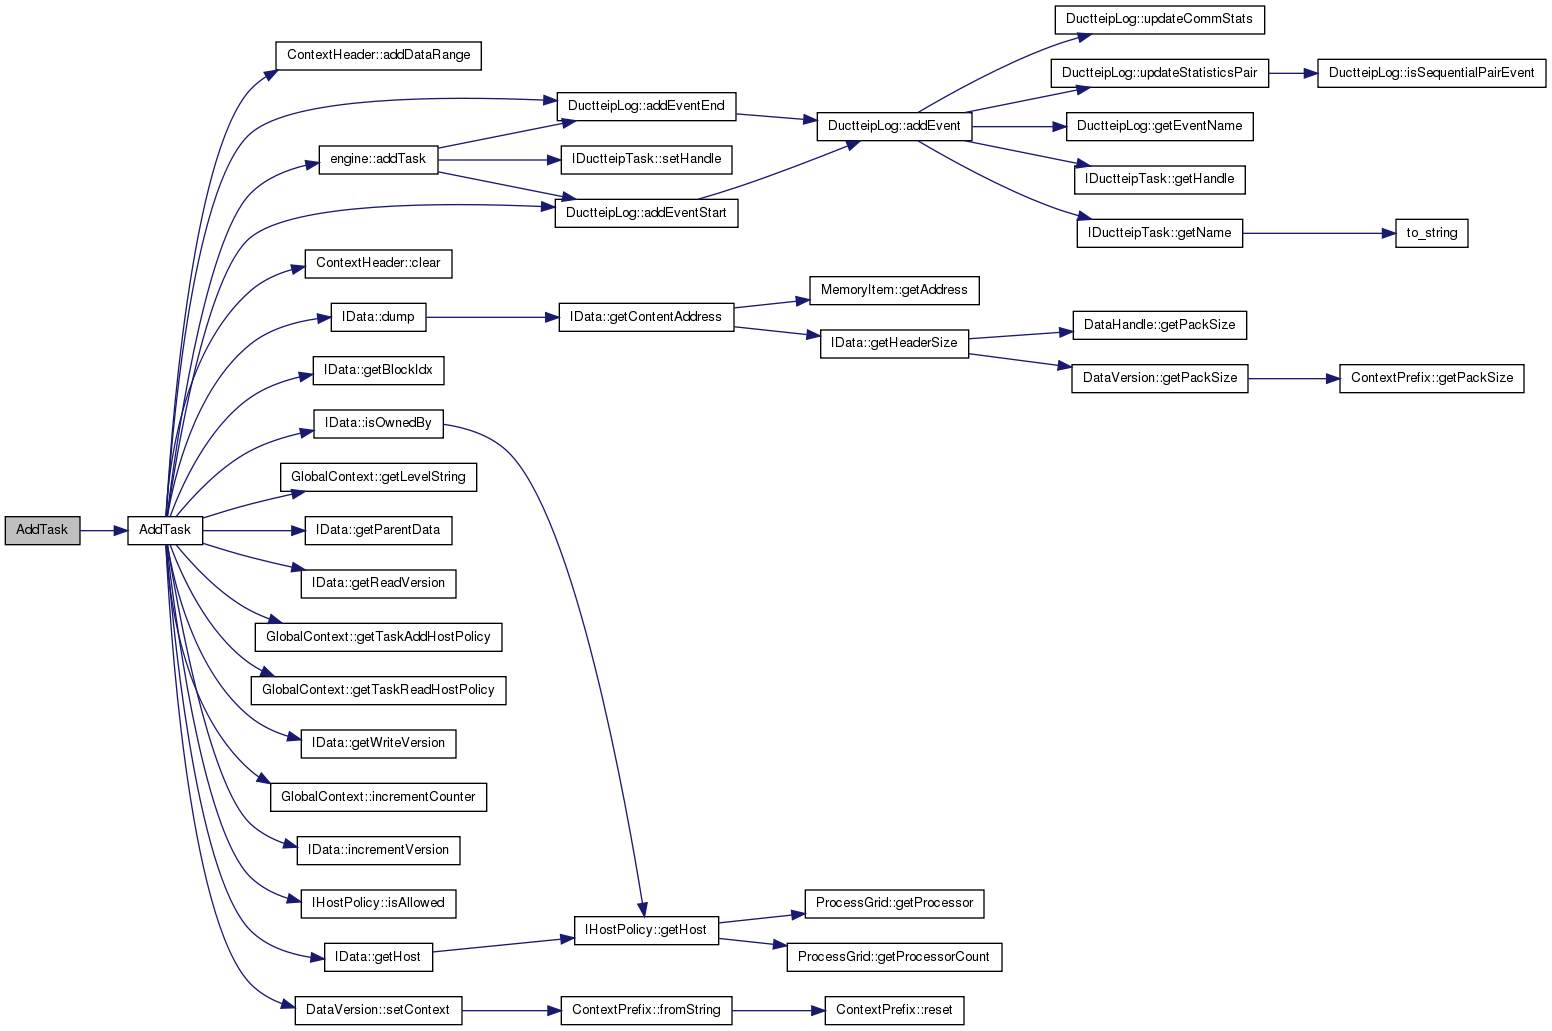 DuctteipLog::updateCommStats
ContextHeader::addDataRange
DuctteipLog::updateStatisticsPair
DuctteipLog::isSequentialPairEvent
DuctteipLog::addEventEnd
DuctteipLog::addEvent
DuctteipLog::getEventName
engine::addTask
IDuctteipTask::setHandle
IDuctteipTask::getHandle
DuctteipLog::addEventStart
IDuctteipTask::getName
to_string
ContextHeader::clear
MemoryItem::getAddress
IData::dump
IData::getContentAddress
DataHandle::getPackSize
IData::getHeaderSize
IData::getBlockIdx
DataVersion::getPackSize
ContextPrefix::getPackSize
IData::isOwnedBy
GlobalContext::getLevelString
AddTask
AddTask
IData::getParentData
IData::getReadVersion
GlobalContext::getTaskAddHostPolicy
GlobalContext::getTaskReadHostPolicy
IData::getWriteVersion
GlobalContext::incrementCounter
IData::incrementVersion
IHostPolicy::isAllowed
ProcessGrid::getProcessor
IHostPolicy::getHost
IData::getHost
ProcessGrid::getProcessorCount
DataVersion::setContext
ContextPrefix::fromString
ContextPrefix::reset